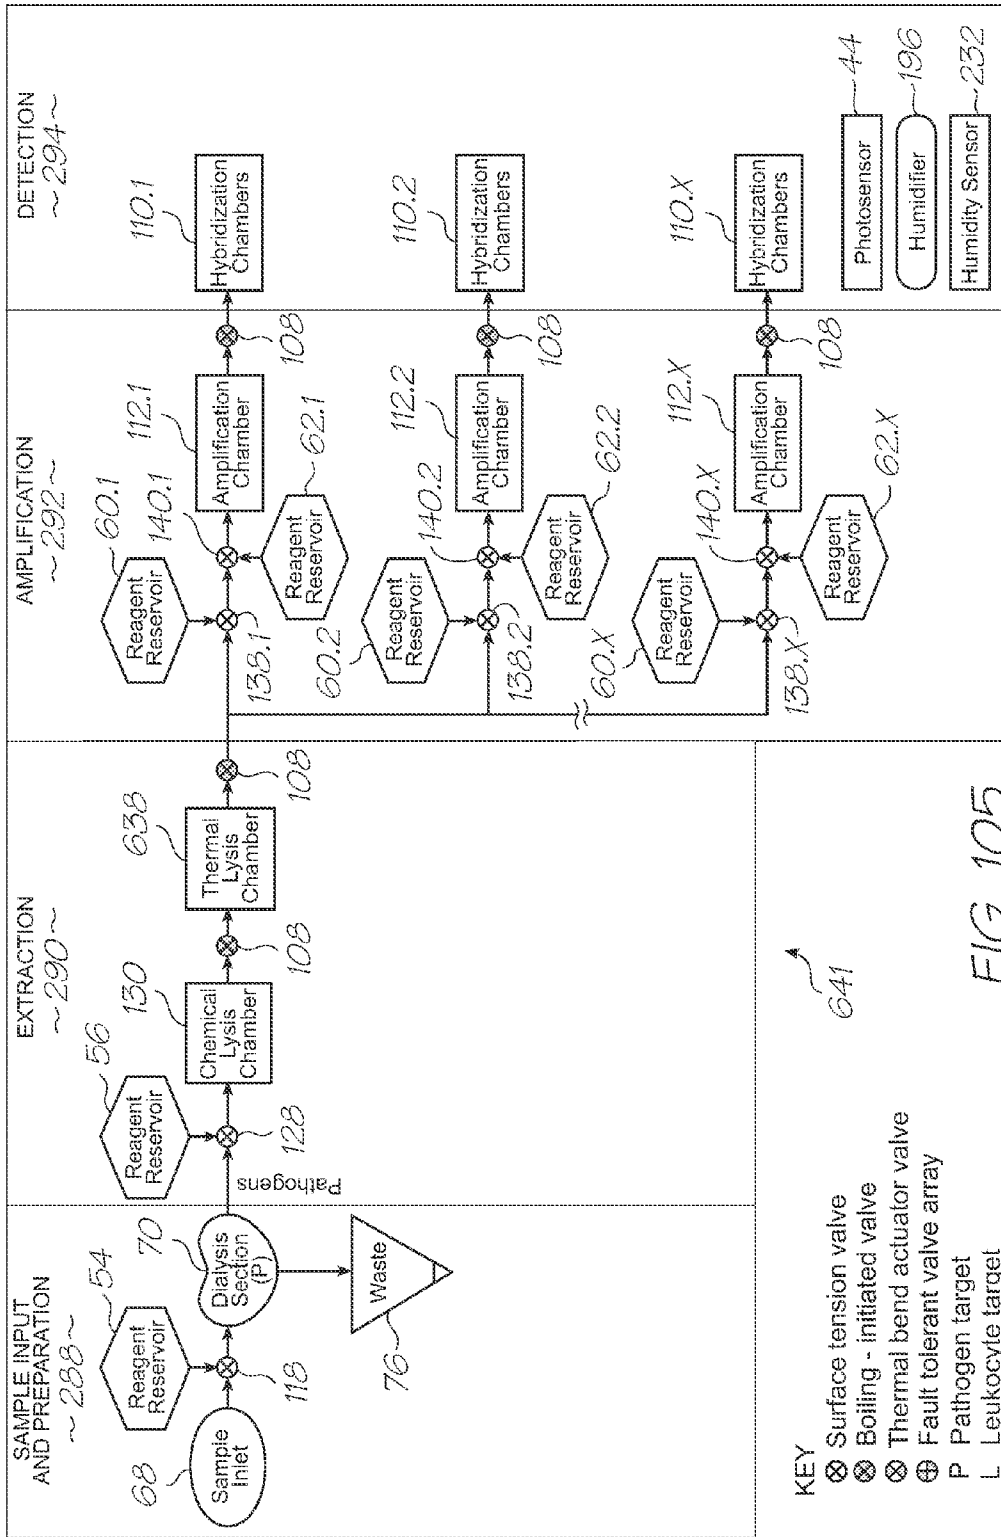 SAMPLE INPUT
AND PREPARATION
~288~
EXTRACTION
~290~
AMPLIFICATION
~292~
DETECTION
~294~
68
Sample
Inlet
54
Reagent
Reservoir
118
70
Dialysis
Section
(P)
76
Waste
Pathogens
56
Reagent
Reservoir
128
130
Chemical
Lysis
Chamber
108
638
Thermal
Lysis
Chamber
108
60.1
Reagent
Reservoir
138.1
140.1
Reagent
Reservoir
62.1
112.1
Amplification
Chamber
108
110.1
Hybridization
Chambers
60.2
Reagent
Reservoir
138.2
140.2
Reagent
Reservoir
62.2
112.2
Amplification
Chamber
108
110.2
Hybridization
Chambers
60.X
Reagent
Reservoir
138.X
140.X
Reagent
Reservoir
62.X
112.X
Amplification
Chamber
108
110.X
Hybridization
Chambers
Photosensor
44
Humidifier
196
Humidity Sensor
232
641
KEY
Surface tension valve
Boiling - initiated valve
Thermal bend actuator valve
Fault tolerant valve array
P Pathogen target
L Leukocyte target
FIG. 105